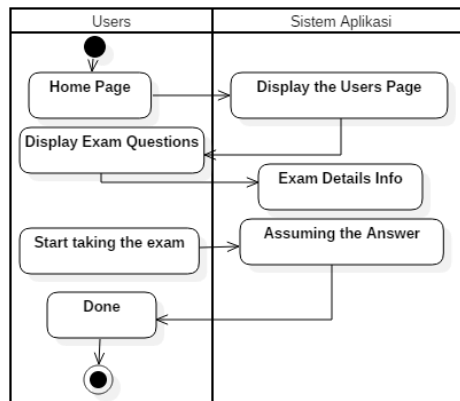 Users
Sistem Aplikasi
Home Page
Display the Users Page
Display Exam Questions
Exam Details Info
Start taking the exam
Assuming the Answer
Done